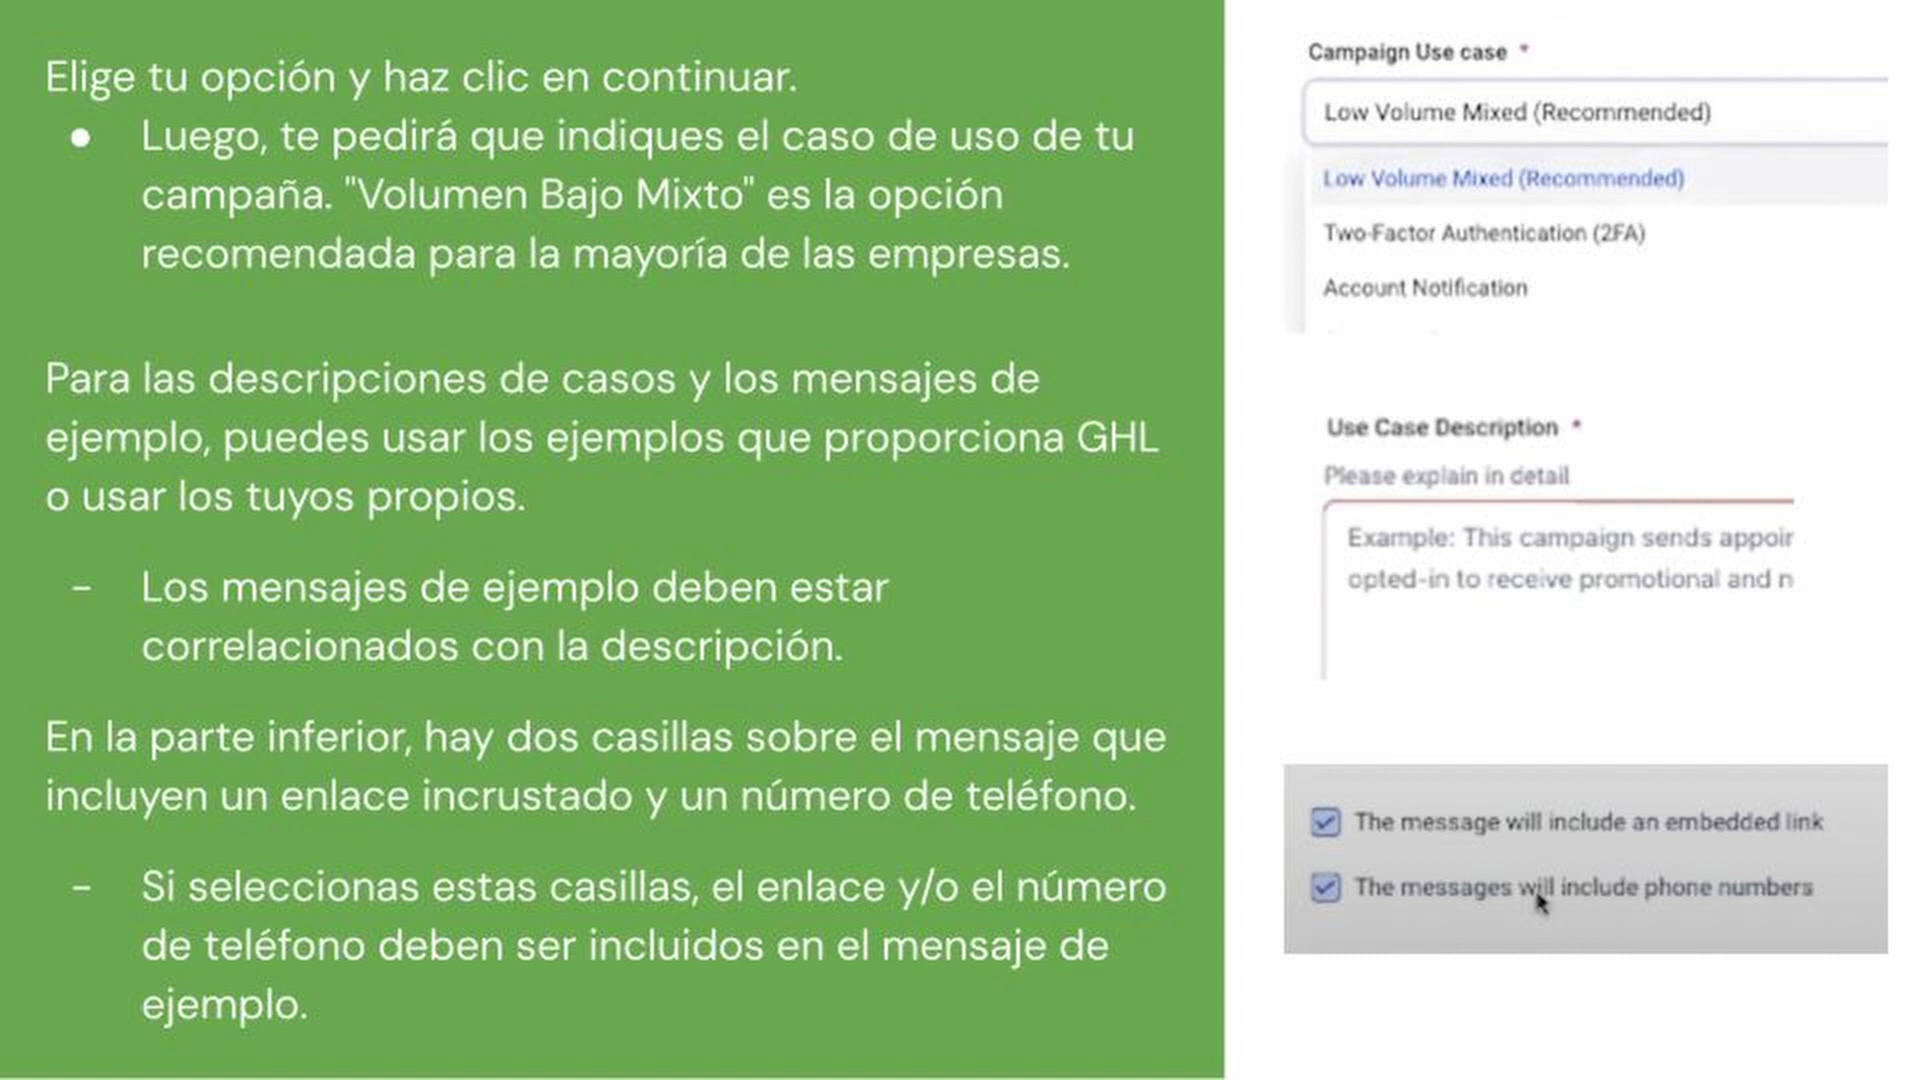 Elige tu opción y haz clic en continuar.
● Luego, te pedirá que indiques el caso de uso de tu
campaña. "Volumen Bajo Mixto" es la opción
recomendada para la mayoría de las empresas.
Para las descripciones de casos y los mensajes de
ejemplo, puedes usar los ejemplos que proporciona GHL
o usar los tuyos propios.
- Los mensajes de ejemplo deben estar
correlacionados con la descripción.
En la parte inferior, hay dos casillas sobre el mensaje que
incluyen un enlace incrustado y un número de teléfono.
- Si seleccionas estas casillas, el enlace y/o el número
de teléfono deben ser incluidos en el mensaje de
ejemplo.
Campaign Use case *
Low Volume Mixed (Recommended)
Low Volume Mixed (Recommended)
Two-Factor Authentication (2FA)
Account Notification
Use Case Description *
Please explain in detail
Example: This campaign sends appoin
opted-in to receive promotional and n
The message will include an embedded link
The messages will include phone numbers